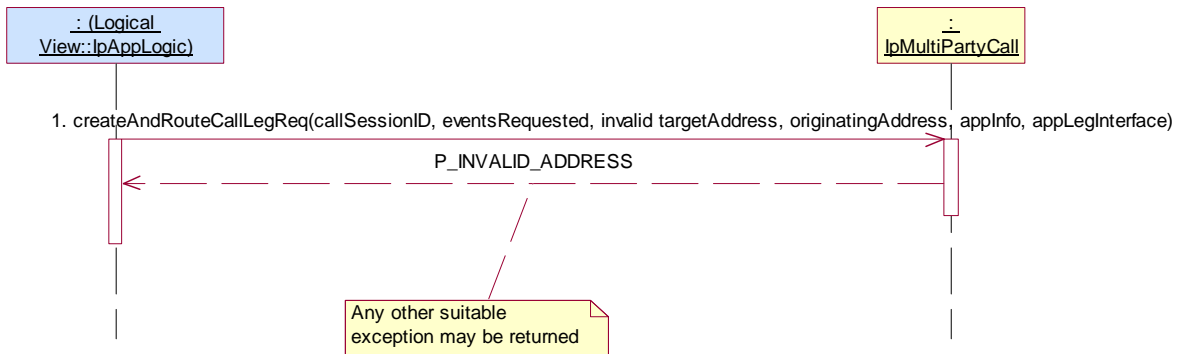 : (Logical
View::IpAppLogic)
:
IpMultiPartyCall
1. createAndRouteCallLegReq(callSessionID, eventsRequested, invalid targetAddress, originatingAddress, appInfo, appLegInterface)
P_INVALID_ADDRESS
Any other suitable
exception may be returned